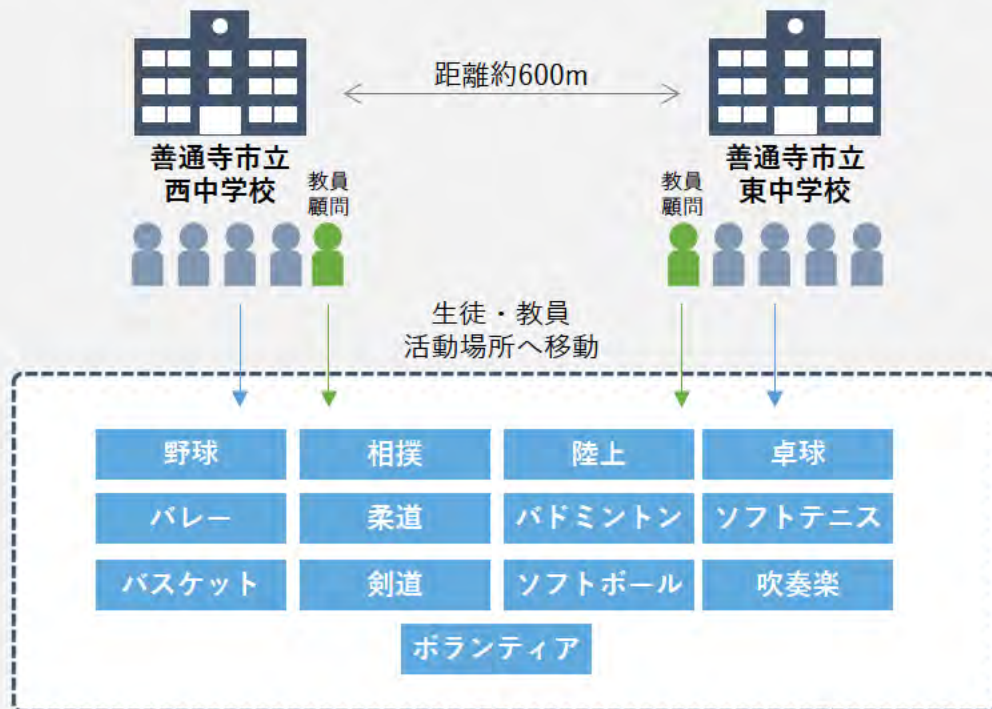 距離約600m
善通寺市立
西中学校
教員
顧問
善通寺市立
東中学校
教員
顧問
生徒・教員
活動場所へ移動
野球
相撲
陸上
卓球
バレー
柔道
バドミントン
ソフトテニス
バスケット
剣道
ソフトボール
吹奏楽
ボランティア